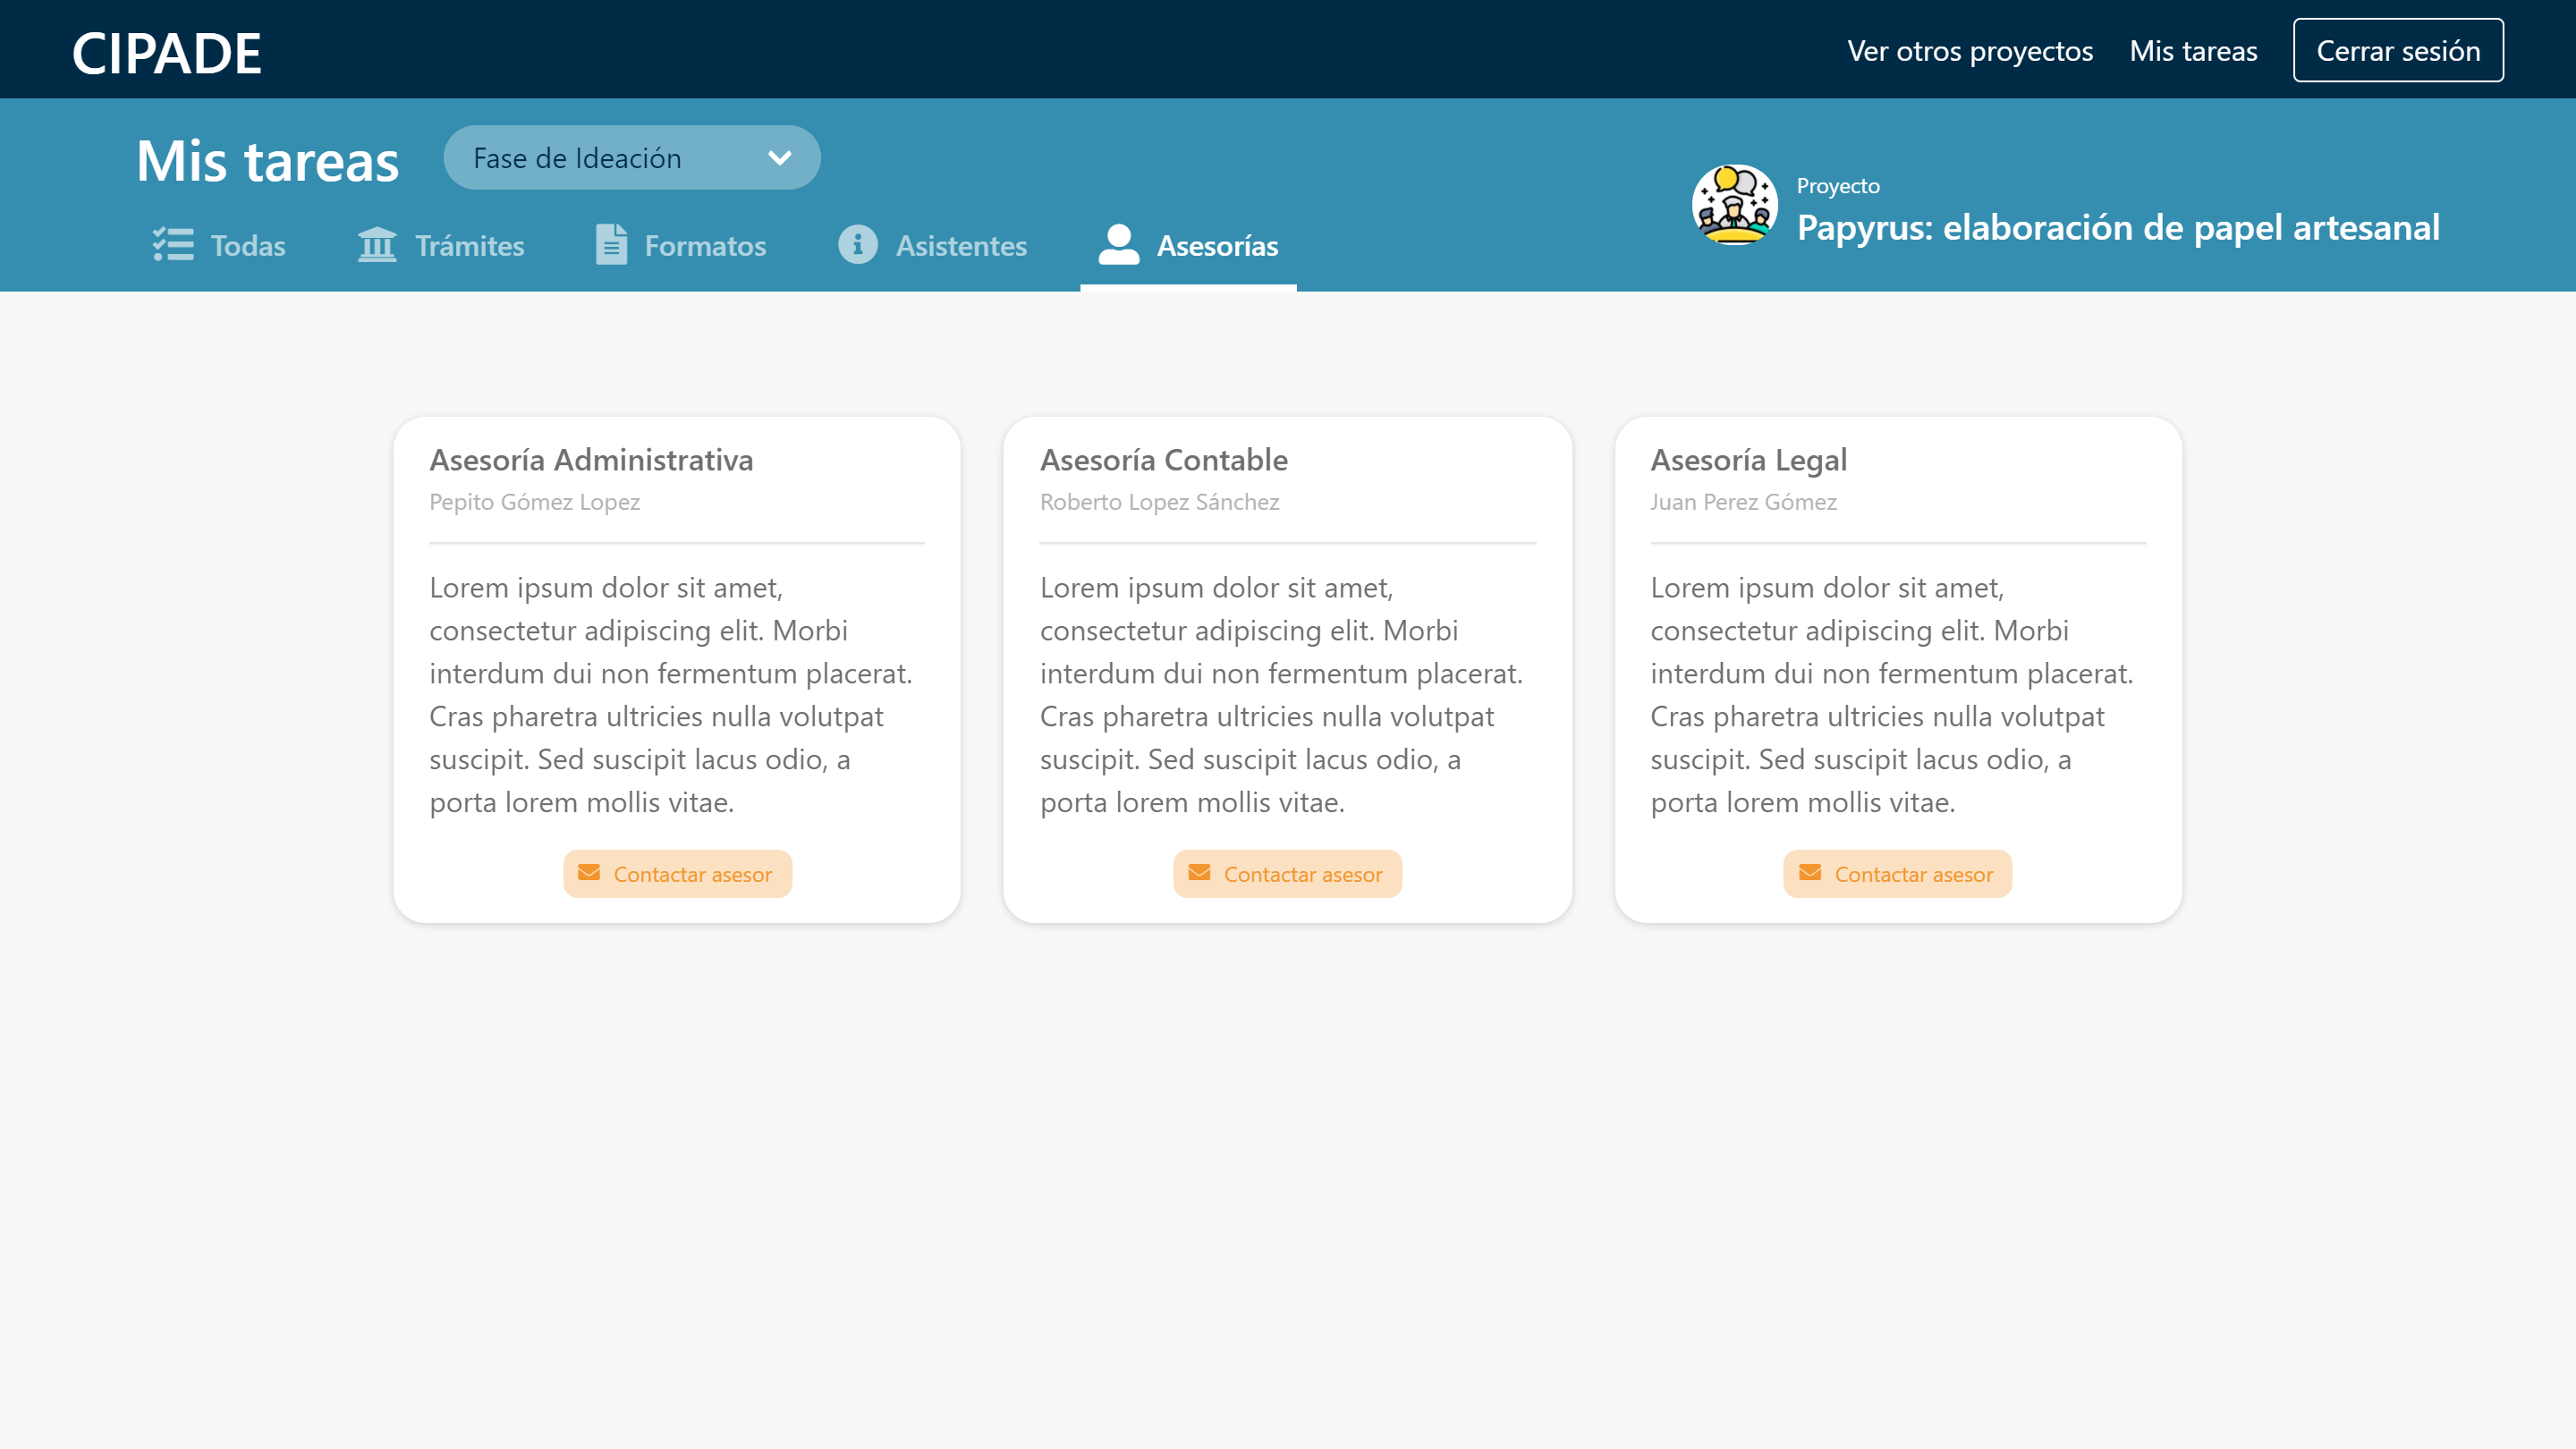 CIPADE
Ver otros proyectos
Mis tareas
Cerrar sesión
Mis tareas
Fase de Ideación
Todas
Trámites
Formatos
Asistentes
Asesorías
Proyecto
Papyrus: elaboración de papel artesanal
Asesoría Administrativa
Pepito Gómez Lopez
Lorem ipsum dolor sit amet,
consectetur adipiscing elit. Morbi
interdum dui non fermentum placerat.
Cras pharetra ultricies nulla volutpat
suscipit. Sed suscipit lacus odio, a
porta lorem mollis vitae.
Contactar asesor
Asesoría Contable
Roberto Lopez Sánchez
Lorem ipsum dolor sit amet,
consectetur adipiscing elit. Morbi
interdum dui non fermentum placerat.
Cras pharetra ultricies nulla volutpat
suscipit. Sed suscipit lacus odio, a
porta lorem mollis vitae.
Contactar asesor
Asesoría Legal
Juan Perez Gómez
Lorem ipsum dolor sit amet,
consectetur adipiscing elit. Morbi
interdum dui non fermentum placerat.
Cras pharetra ultricies nulla volutpat
suscipit. Sed suscipit lacus odio, a
porta lorem mollis vitae.
Contactar asesor